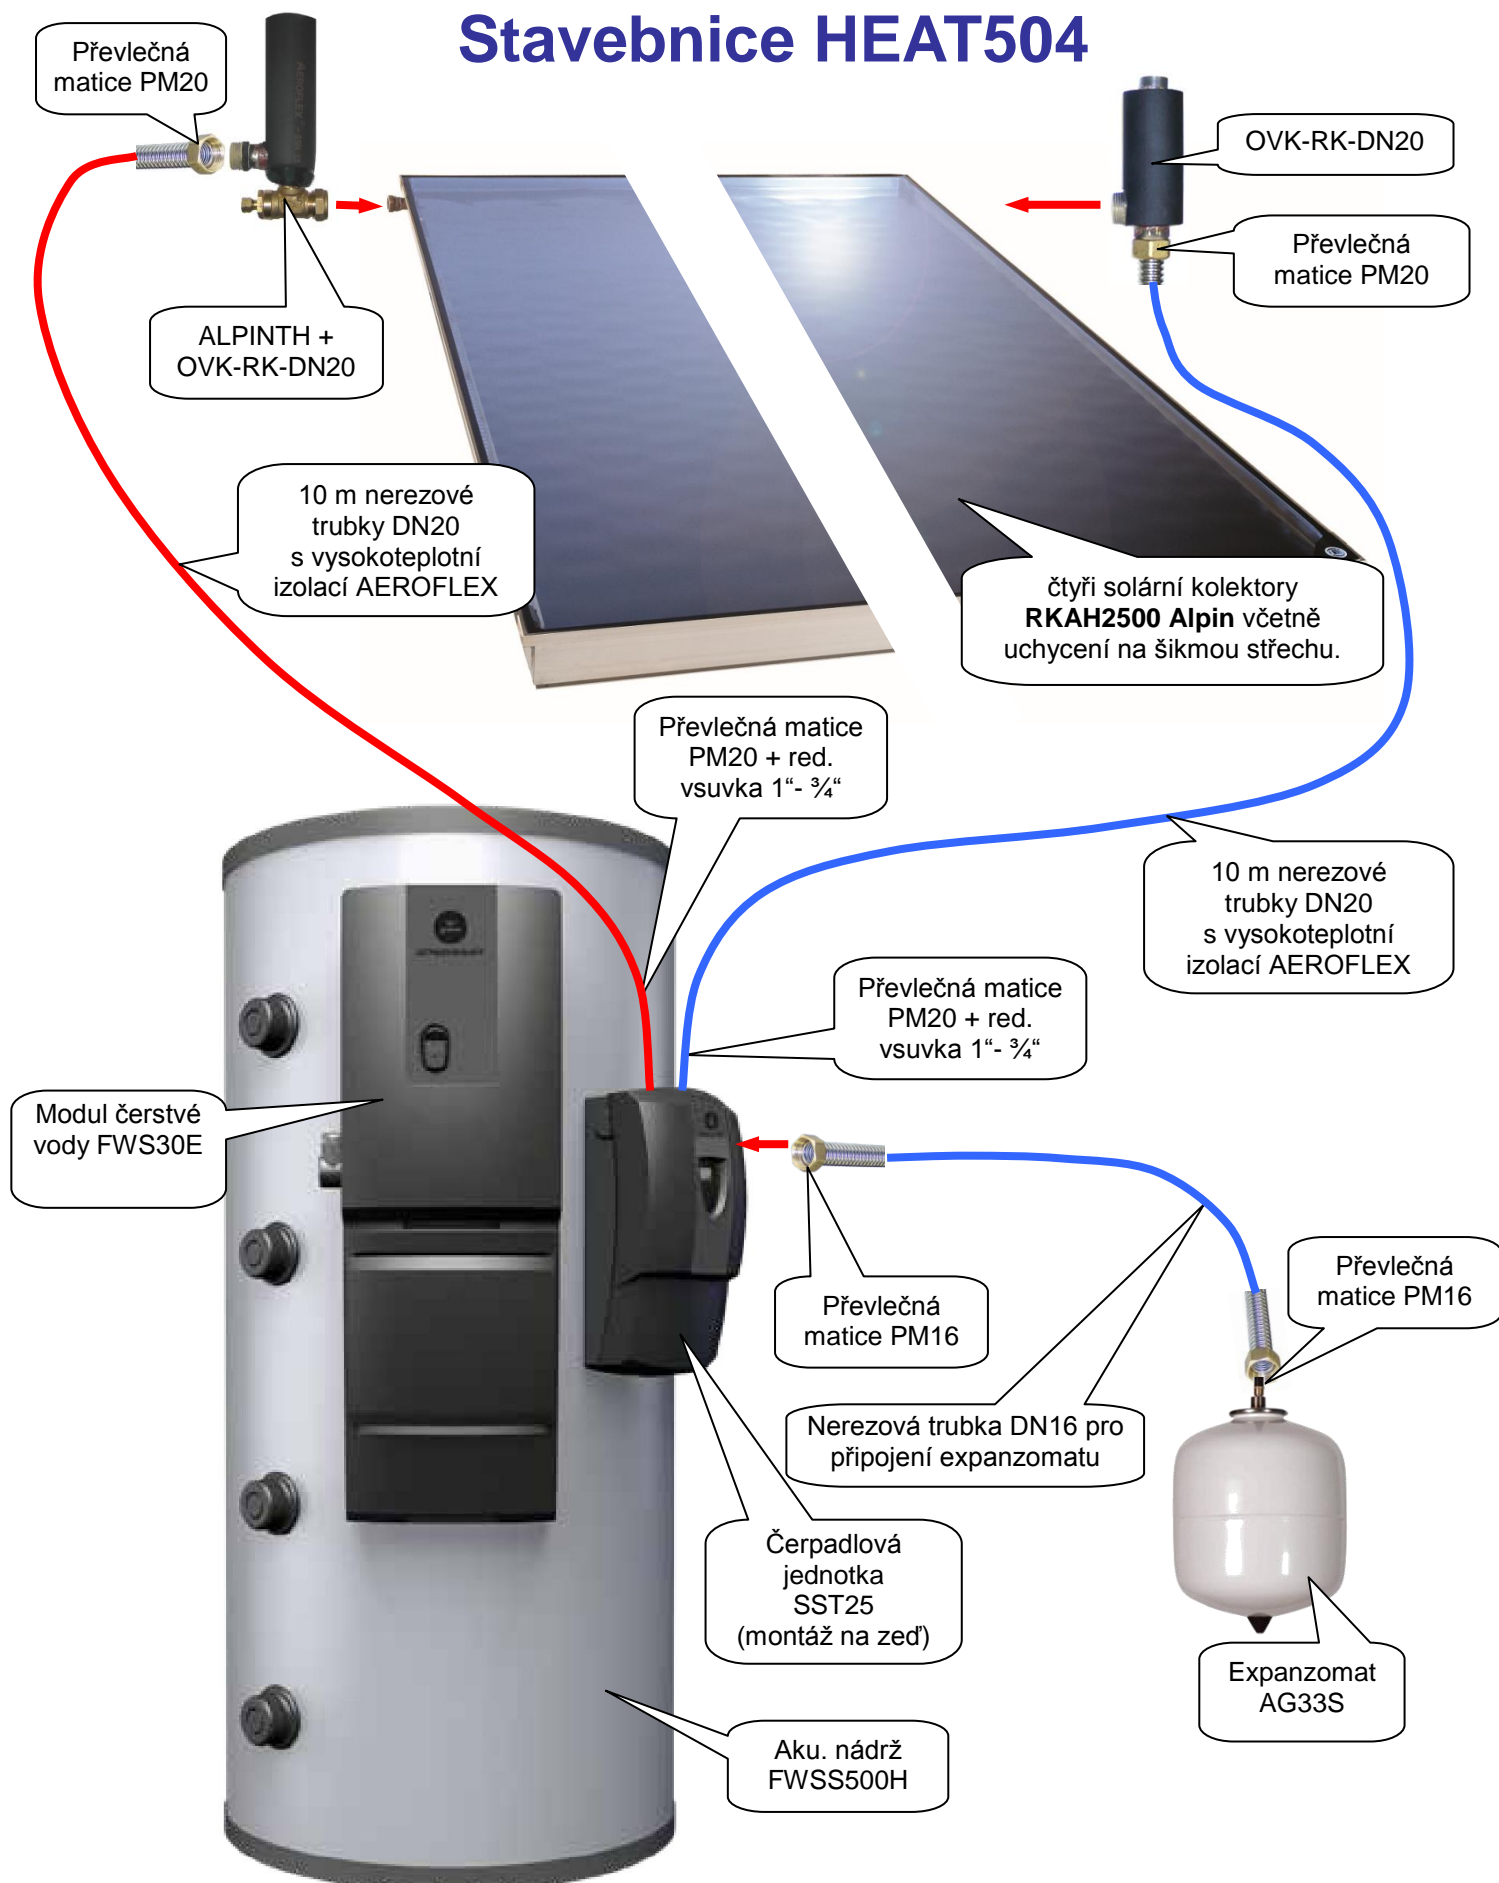 Stavebnice HEAT504
Převlečná
matice PM20
OVK-RK-DN20
Převlečná
matice PM20
ALPINTH +
OVK-RK-DN20
10 m nerezové
trubky DN20
s vysokoteplotní
izolací AEROFLEX
čtyři solární kolektory
RKAH2500 Alpin včetně
uchycení na šikmou střechu.
Převlečná matice
PM20 + red.
vsuvka 1“- ¾“
10 m nerezové
trubky DN20
s vysokoteplotní
izolací AEROFLEX
Převlečná matice
PM20 + red.
vsuvka 1“- ¾“
Modul čerstvé
vody FWS30E
Převlečná
matice PM16
Převlečná
matice PM16
Nerezová trubka DN16 pro
připojení expanzomatu
Čerpadlová
jednotka
SST25
(montáž na zeď)
Expanzomat
AG33S
Aku. nádrž
FWSS500H